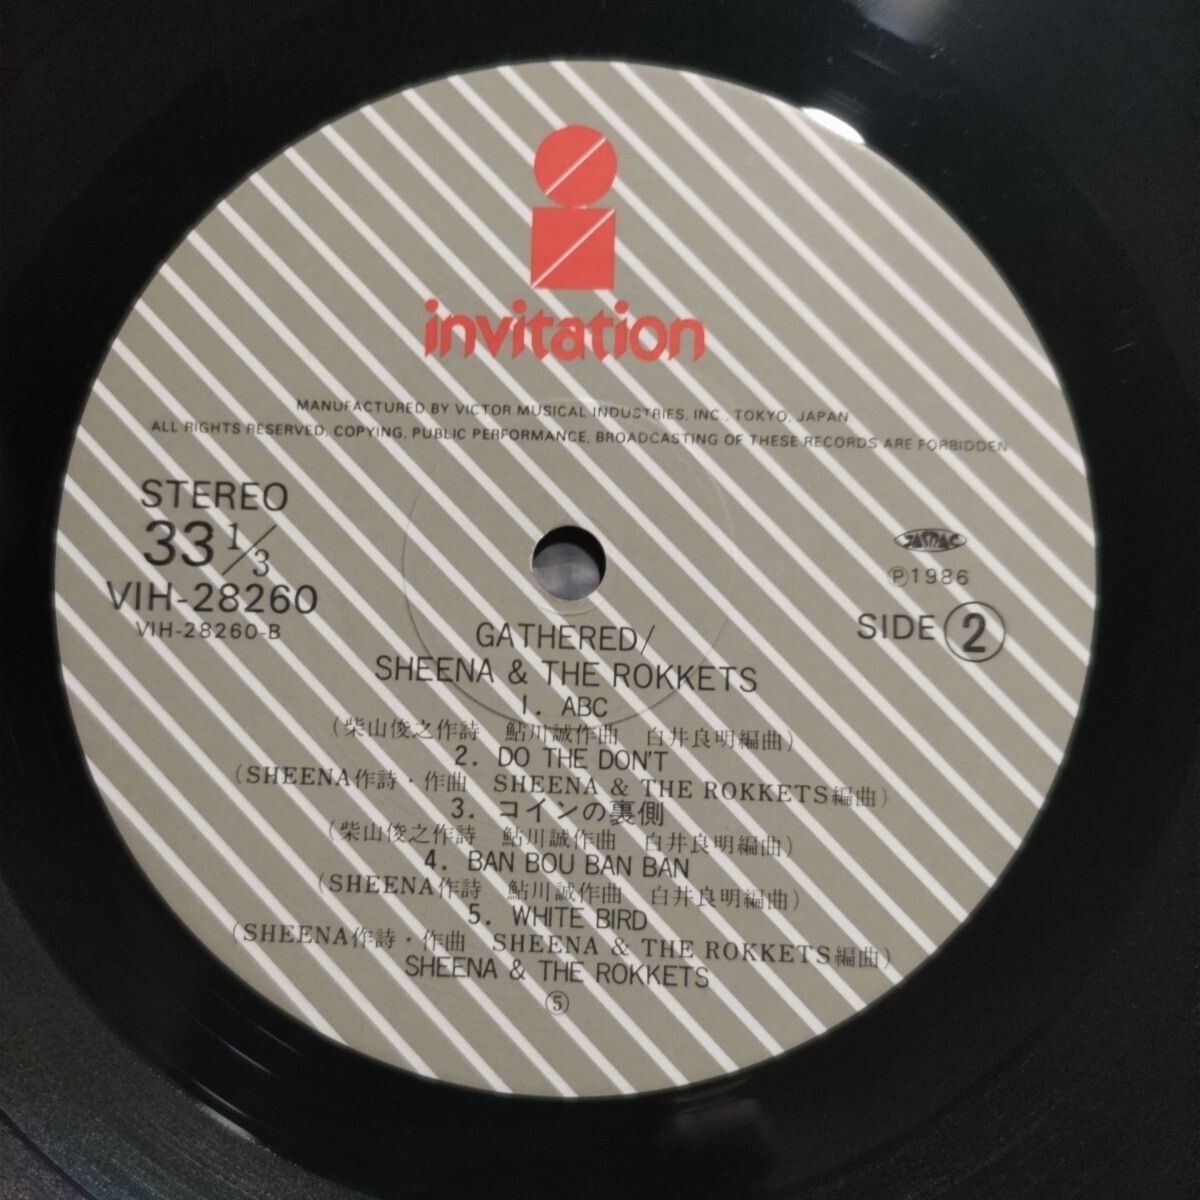 invitation
MANUFACTURED BY VICTOR MUSICAL INDUSTRIES, INC., TOKYO, JAPAN
ALL RIGHTS RESERVED, COPYING, PUBLIC PERFORMANCE, BROADCASTING OF THESE RECORDS ARE FORBIDDEN
STEREO
33 1/3
VIH-28260
VIH-28260-B
JASRAC
Ⓟ1986
SIDE ②
GATHERED/
SHEENA & THE ROKKETS
1. ABC
(柴山俊之作詩 鮎川誠作曲 白井良明編曲)
2. DO THE DON'T
(SHEENA作詩・作曲 SHEENA & THE ROKKETS編曲)
3. コインの裏側
(柴山俊之作詩 鮎川誠作曲 白井良明編曲)
4. BAN BOU BAN BAN
(SHEENA作詩 鮎川誠作曲 白井良明編曲)
5. WHITE BIRD
(SHEENA作詩・作曲 SHEENA & THE ROKKETS編曲)
SHEENA & THE ROKKETS
⑤